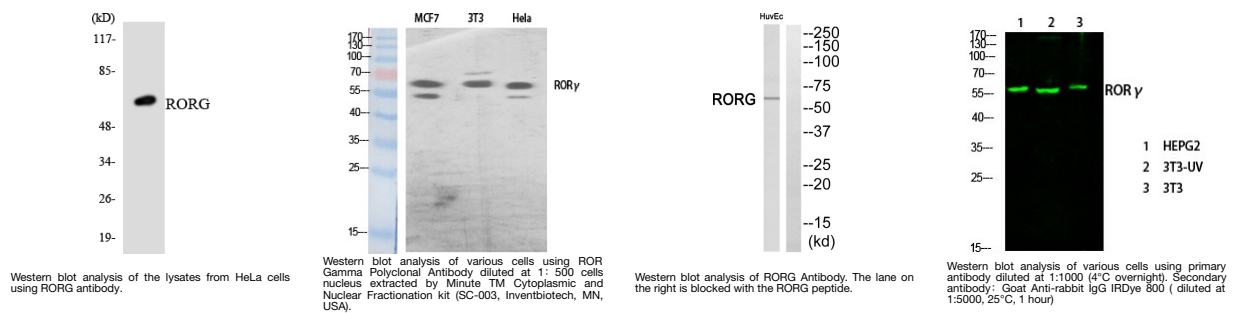 (kD)
117-
85-
48-
34-
26-
19-
RORG
Western blot analysis of the lysates from HeLa cells
using RORG antibody.
MCF7 3T3 Hela
170--
130--
100--
70--
55--
40--
35---
25---
15---
RORγ
Western blot analysis of various cells using ROR
Gamma Polyclonal Antibody diluted at 1: 500 cells
nucleus extracted by Minute TM Cytoplasmic and
Nuclear Fractionation kit (SC-003, Inventbiotech, MN,
USA).
HuvEc
RORG
--250
--150
--100
--75
--50
--37
--25
--20
--15
(kd)
Western blot analysis of RORG Antibody. The lane on
the right is blocked with the RORG peptide.
1 2 3
170--
130--
100--
70---
55---
40---
35---
25---
15---
ROR γ
1 HEPG2
2 3T3-UV
3 3T3
Western blot analysis of various cells using primary
antibody diluted at 1:1000 (4°C overnight). Secondary
antibody: Goat Anti-rabbit IgG IRDye 800 ( diluted at
1:5000, 25°C, 1 hour)